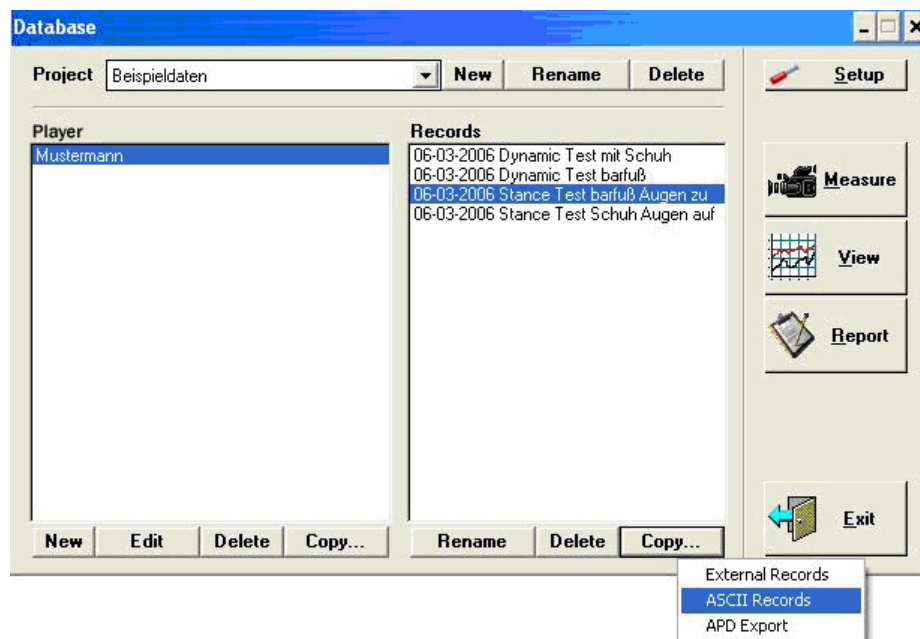 Database
Project Beispieldaten New Rename Delete
Setup
Player
Mustermann
Records
06-03-2006 Dynamic Test mit Schuh
06-03-2006 Dynamic Test barfuß
06-03-2006 Stance Test barfuß Augen zu
06-03-2006 Stance Test Schuh Augen auf
Measure
View
Report
Exit
New Edit Delete Copy...
Rename Delete Copy...
External Records
ASCII Records
APD Export